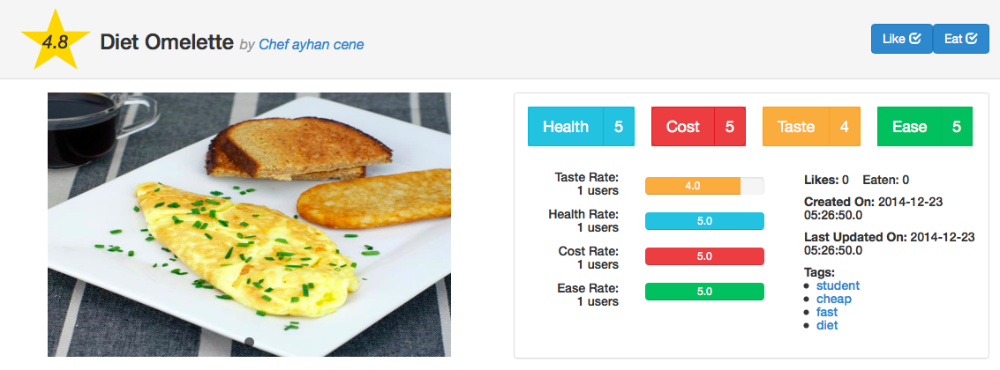 4.8 Diet Omelette by Chef ayhan cene
Like Eat
Health 5 Cost 5 Taste 4 Ease 5
Taste Rate:
1 users
4.0
Health Rate:
1 users
5.0
Cost Rate:
1 users
5.0
Ease Rate:
1 users
5.0
Likes: 0 Eaten: 0
Created On: 2014-12-23
05:26:50.0
Last Updated On: 2014-12-23
05:26:50.0
Tags:
student
cheap
fast
diet